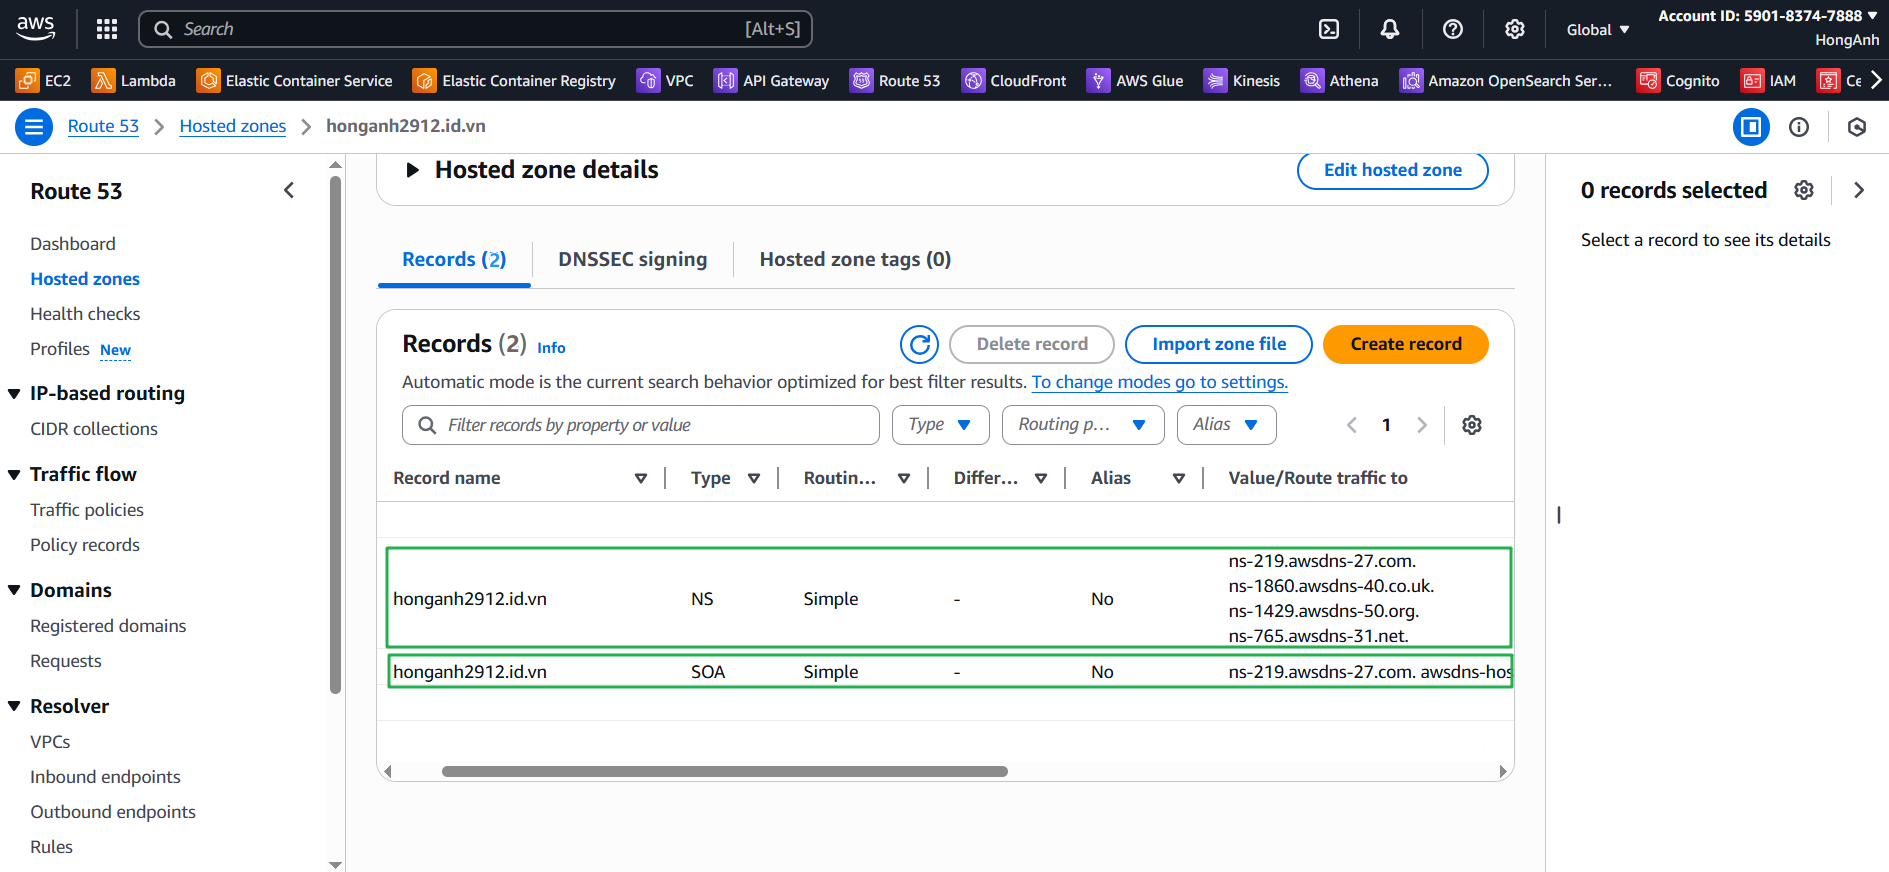 aws
Search
[Alt+S]
Global
Account ID: 5901-8374-7888
HongAnh
EC2
Lambda
Elastic Container Service
Elastic Container Registry
VPC
API Gateway
Route 53
CloudFront
AWS Glue
Kinesis
Athena
Amazon OpenSearch Ser...
Cognito
IAM
Ce
Route 53
Hosted zones
honganh2912.id.vn
Route 53
Dashboard
Hosted zones
Health checks
Profiles New
IP-based routing
CIDR collections
Traffic flow
Traffic policies
Policy records
Domains
Registered domains
Requests
Resolver
VPCs
Inbound endpoints
Outbound endpoints
Rules
Hosted zone details
Edit hosted zone
Records (2)
DNSSEC signing
Hosted zone tags (0)
Records (2) Info
Delete record
Import zone file
Create record
Automatic mode is the current search behavior optimized for best filter results. To change modes go to settings.
Filter records by property or value
Type
Routing p...
Alias
1
Record name
Type
Routin...
Differ...
Alias
Value/Route traffic to
honganh2912.id.vn
NS
Simple
-
No
ns-219.awsdns-27.com.
ns-1860.awsdns-40.co.uk.
ns-1429.awsdns-50.org.
ns-765.awsdns-31.net.
honganh2912.id.vn
SOA
Simple
-
No
ns-219.awsdns-27.com. awsdns-hos
0 records selected
Select a record to see its details